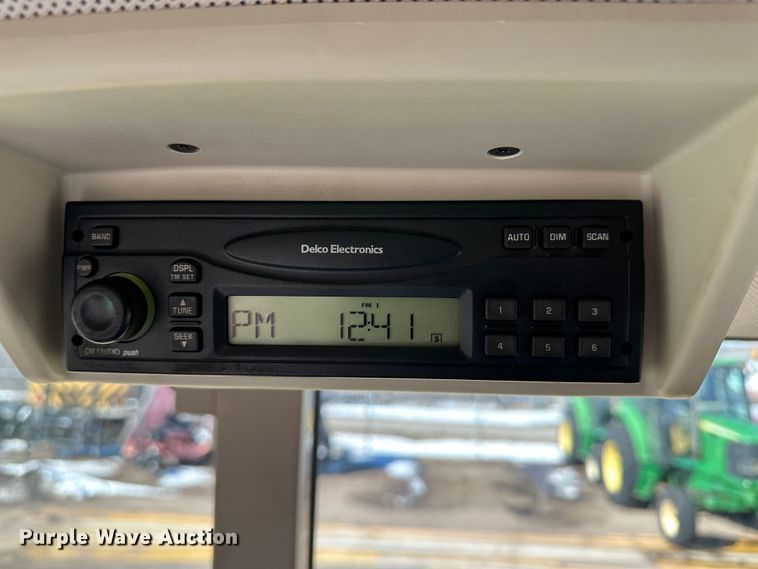 Delco Electronics
BAND
AUTO DIM SCAN
PWR
DSPL
TM SET
TUNE
SEEK
push
FM 1
PM 12:41
S
1 2 3
4 5 6
Purple Wave Auction